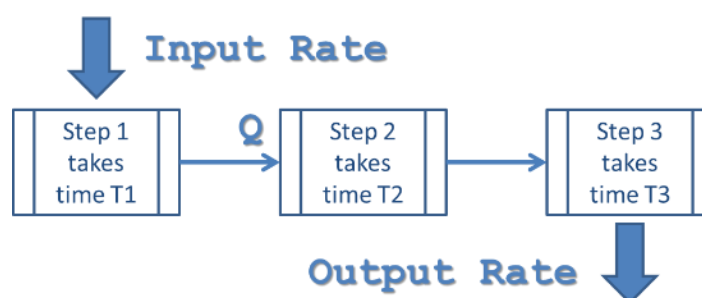 Input Rate
Step 1
takes
time T1
Q
Step 2
takes
time T2
Step 3
takes
time T3
Output Rate